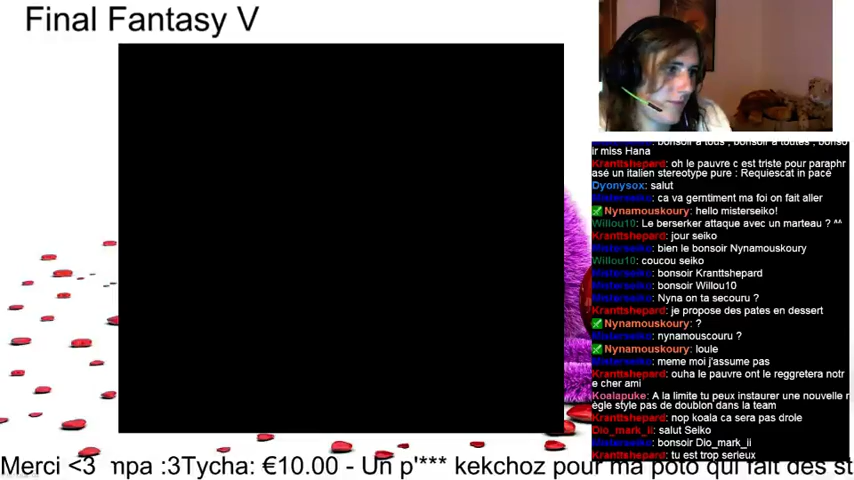 Final Fantasy V
: bonsoir a tous , bonsoir a toutes , bonso
ir miss Hana
Kranttshepard: oh le pauvre c est triste pour paraphr
asé un italien stereotype pure : Requiescat in pace
Dyonysox: salut
Misterseiko: ca va gerntiment ma foi on fait aller
Nynamouskoury: hello misterseiko!
Willou10: Le berserker attaque avec un marteau ? ^^
Kranttshepard: jour seiko
Misterseiko: bien le bonsoir Nynamouskoury
Willou10: coucou seiko
Misterseiko: bonsoir Kranttshepard
Misterseiko: bonsoir Willou10
Misterseiko: Nyna on ta secouru ?
Kranttshepard: je propose des pates en dessert
Nynamouskoury: ?
Misterseiko: nynamouscouru ?
Nynamouskoury: loule
Misterseiko: meme moi j'assume pas
Kranttshepard: ouha le pauvre ont le reggretera notr
e cher ami
Koalapuke: A la limite tu peux instaurer une nouvelle r
ègle style pas de doublon dans la team
Kranttshepard: nop koala ca sera pas drole
Dio_mark_ii: salut Seiko
Misterseiko: bonsoir Dio_mark_ii
Kranttshepard: tu est trop serieux
Merci <3 mpa :3Tycha: €10.00 - Un p'*** kekchoz pour ma poto qui fait des st